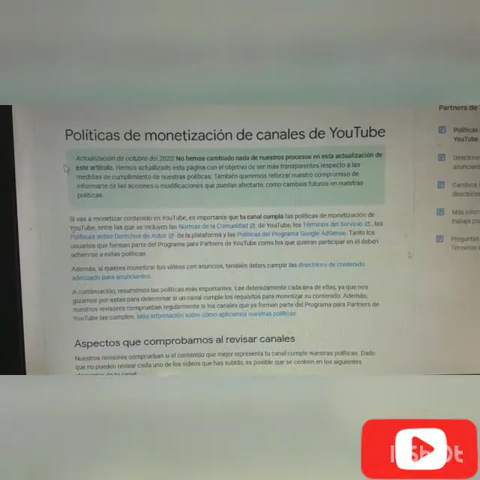 Partners de
Políticas de monetización de canales de YouTube
Políticas
YouTube
Actualización de octubre del 2023: No hemos cambiado nada de nuestros procesos en esta actualización de
este artículo. Hemos actualizado esta página con el objetivo de ser más transparentes respecto a las
medidas de cumplimiento de nuestras políticas. También queremos reforzar nuestro compromiso de
informarte de las acciones o modificaciones que puedan afectarte, como cambios futuros en nuestras
políticas.
Si vas a monetizar contenido en YouTube, es importante que tu canal cumpla las políticas de monetización de
YouTube, entre las que se incluyen las Normas de la Comunidad de YouTube, los Términos del Servicio, las
Políticas sobre Derechos de Autor de la plataforma y las Políticas del Programa Google AdSense. Tanto los
usuarios que forman parte del Programa para Partners de YouTube como los que quieran participar en él deben
adherirse a estas políticas.
Además, si quieres monetizar tus vídeos con anuncios, también debes cumplir las directrices de contenido
adecuado para anunciantes.
A continuación, resumimos las políticas más importantes. Lee detenidamente cada una de ellas, ya que nos
guiamos por estas para determinar si un canal cumple los requisitos para monetizar su contenido. Además,
nuestros revisores comprueban regularmente si los canales que ya forman parte del Programa para Partners de
YouTube las cumplen. Más información sobre cómo aplicamos nuestras políticas
Aspectos que comprobamos al revisar canales
Nuestros revisores comprueban si el contenido que mejor representa tu canal cumple nuestras políticas. Dado
que no pueden revisar cada uno de los vídeos que has subido, es posible que se centren en los siguientes